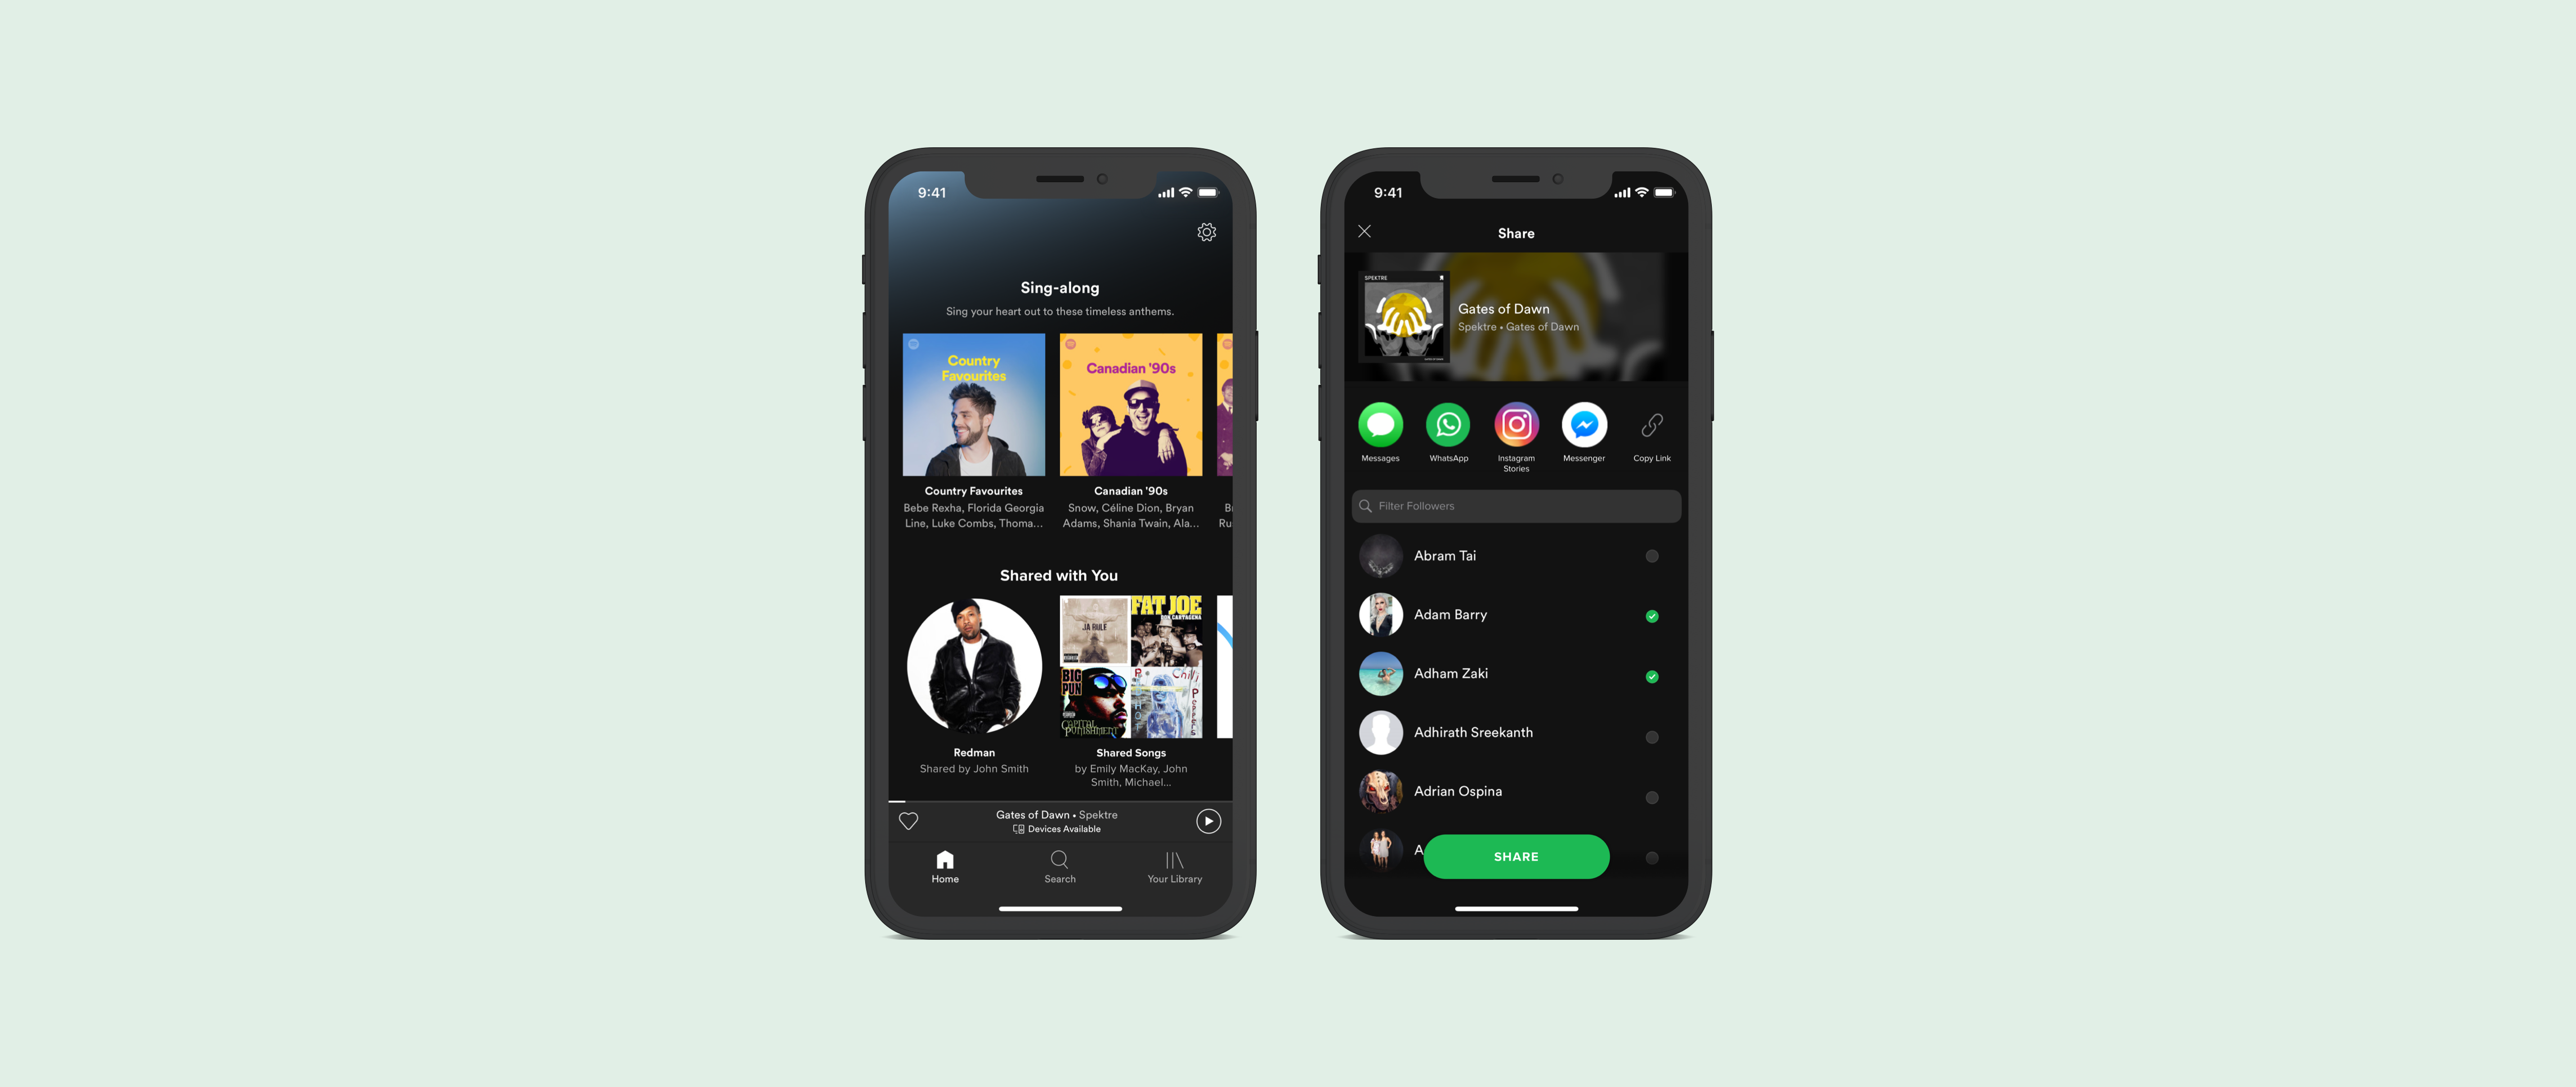 9:41
Sing-along
Sing your heart out to these timeless anthems.
Country
Favourites
Canadian '90s
Country Favourites
Bebe Rexha, Florida Georgia
Line, Luke Combs, Thoma...
Canadian '90s
Snow, Céline Dion, Bryan
Adams, Shania Twain, Ala...
B
Ru
Shared with You
JA RULE
FAT JOE
DON CARTAGENA
BIG
PUN
CAPITAL
PUNISHMENT
Chili
PEPPERS
HOT
Redman
Shared by John Smith
Shared Songs
by Emily MacKay, John
Smith, Michael...
Gates of Dawn • Spektre
Devices Available
Home
Search
Your Library
9:41
Share
SPEKTRE
Gates of Dawn
Spektre • Gates of Dawn
Messages
WhatsApp
Instagram
Stories
Messenger
Copy Link
Filter Followers
Abram Tai
Adam Barry
Adham Zaki
Adhirath Sreekanth
Adrian Ospina
A
SHARE